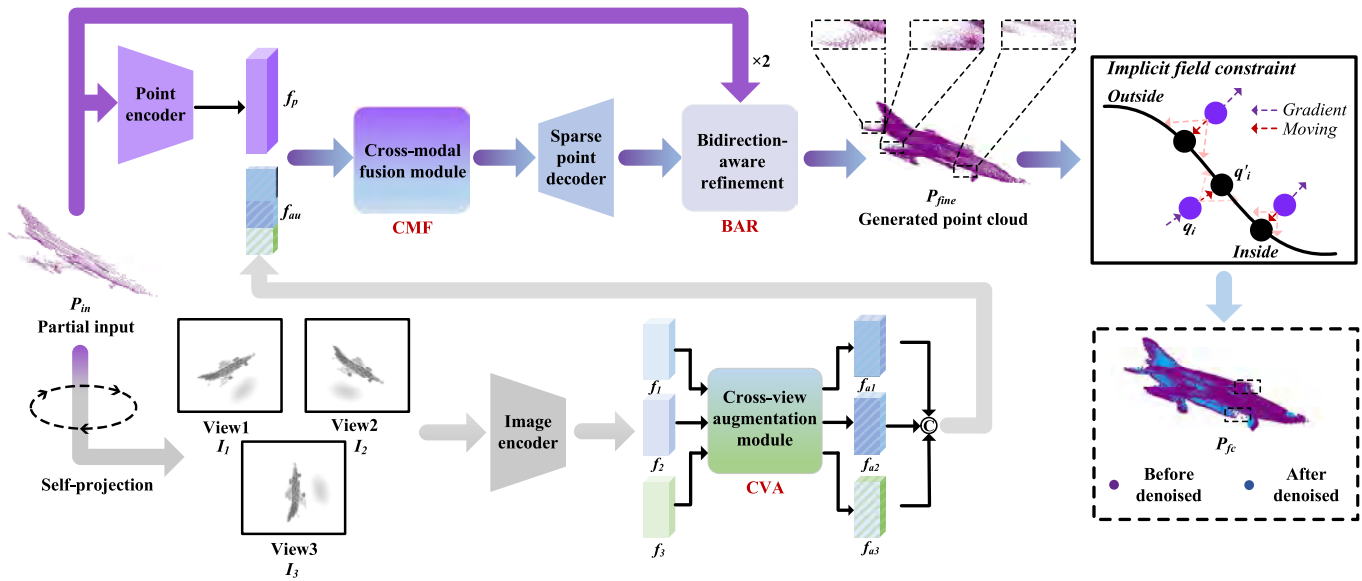 Point
encoder
f_p
f_au
Cross-modal
fusion module
CMF
Sparse
point
decoder
×2
Bidirection-
aware
refinement
BAR
P_fine
Generated point cloud
Implicit field constraint
Outside
Gradient
Moving
q'_i
q_i
Inside
P_in
Partial input
Self-projection
View1
I_1
View2
I_2
View3
I_3
Image
encoder
f_1
f_2
f_3
Cross-view
augmentation
module
CVA
f_a1
f_a2
f_a3
©
P_fc
Before
denoised
After
denoised